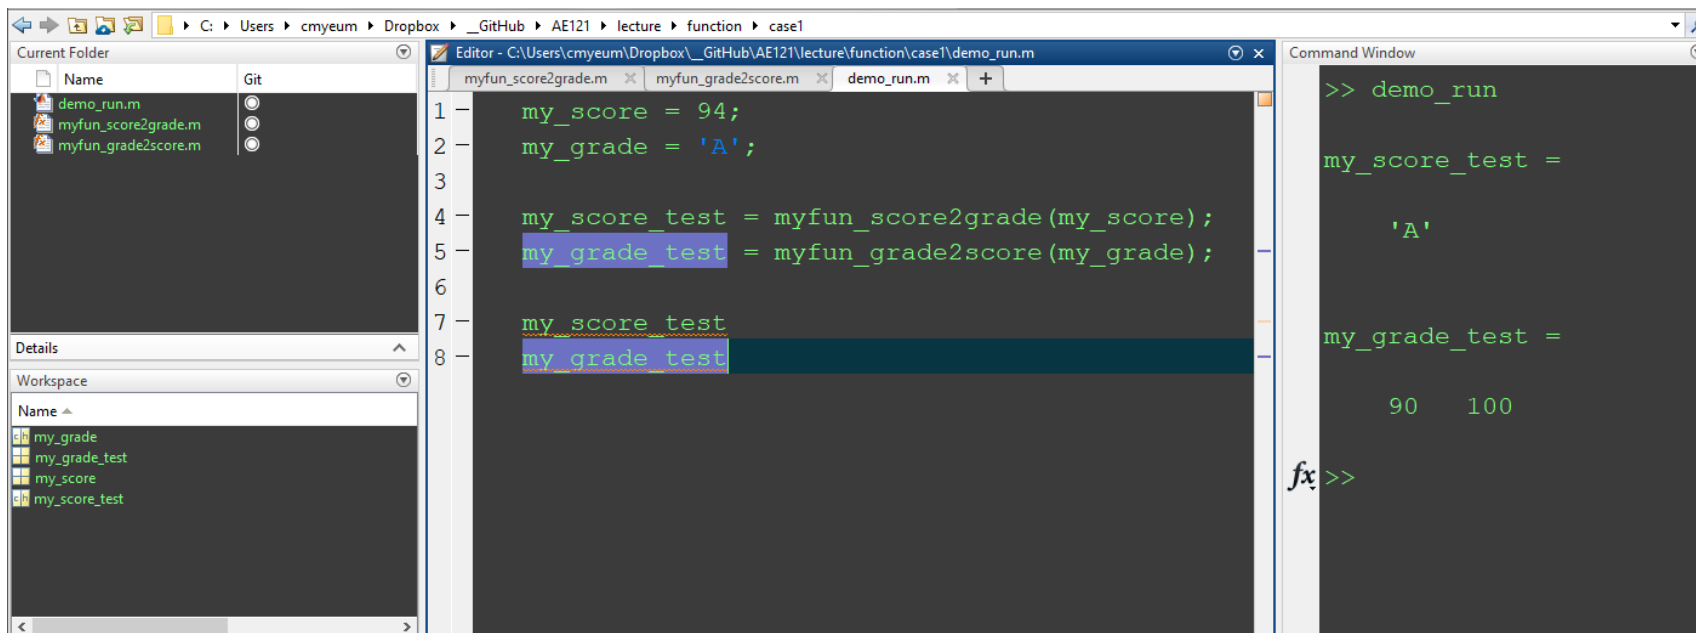 C: Users cmyeum Dropbox __GitHub AE121 lecture function case1
Current Folder
Name Git
demo_run.m
myfun_score2grade.m
myfun_grade2score.m
Details
Workspace
Name
my_grade
my_grade_test
my_score
my_score_test
Editor - C:\Users\cmyeum\Dropbox\__GitHub\AE121\lecture\function\case1\demo_run.m
myfun_score2grade.m myfun_grade2score.m demo_run.m +
1 my_score = 94;
2 my_grade = 'A';
3
4 my_score_test = myfun_score2grade(my_score);
5 my_grade_test = myfun_grade2score(my_grade);
6
7 my_score_test
8 my_grade_test
Command Window
>> demo_run
my_score_test =
'A'
my_grade_test =
90 100
fx >>